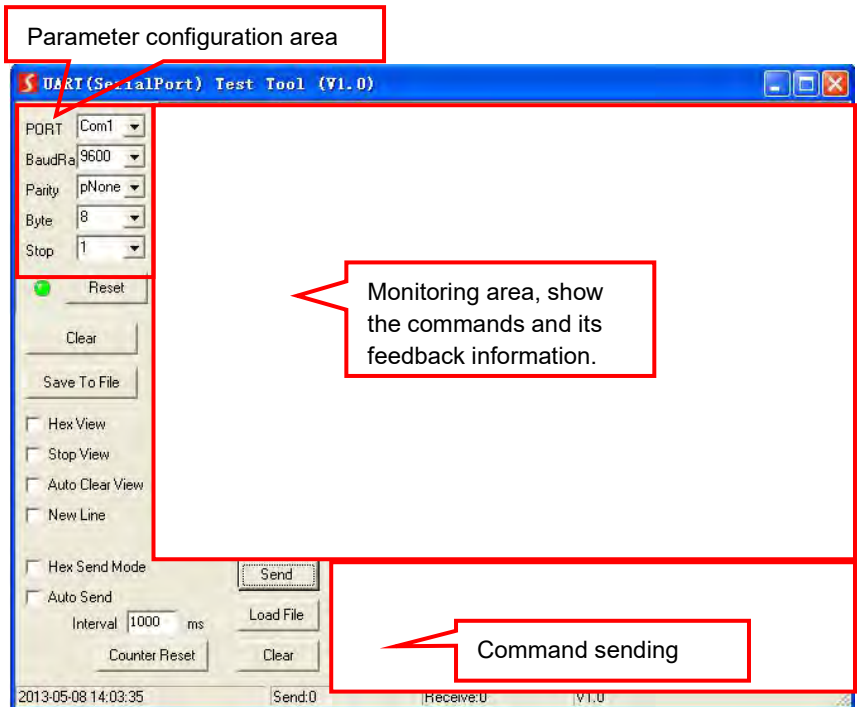 Parameter configuration area
UART(SerialPort) Test Tool (V1.0)
PORT Com1
BaudRa 9600
Parity pNone
Byte 8
Stop 1
Reset
Monitoring area, show
the commands and its
feedback information.
Clear
Save To File
Hex View
Stop View
Auto Clear View
New Line
Hex Send Mode
Send
Auto Send
Interval 1000 ms
Load File
Command sending
Counter Reset
Clear
2013-05-08 14:03:35 Send:0 Receive:0 V1.0